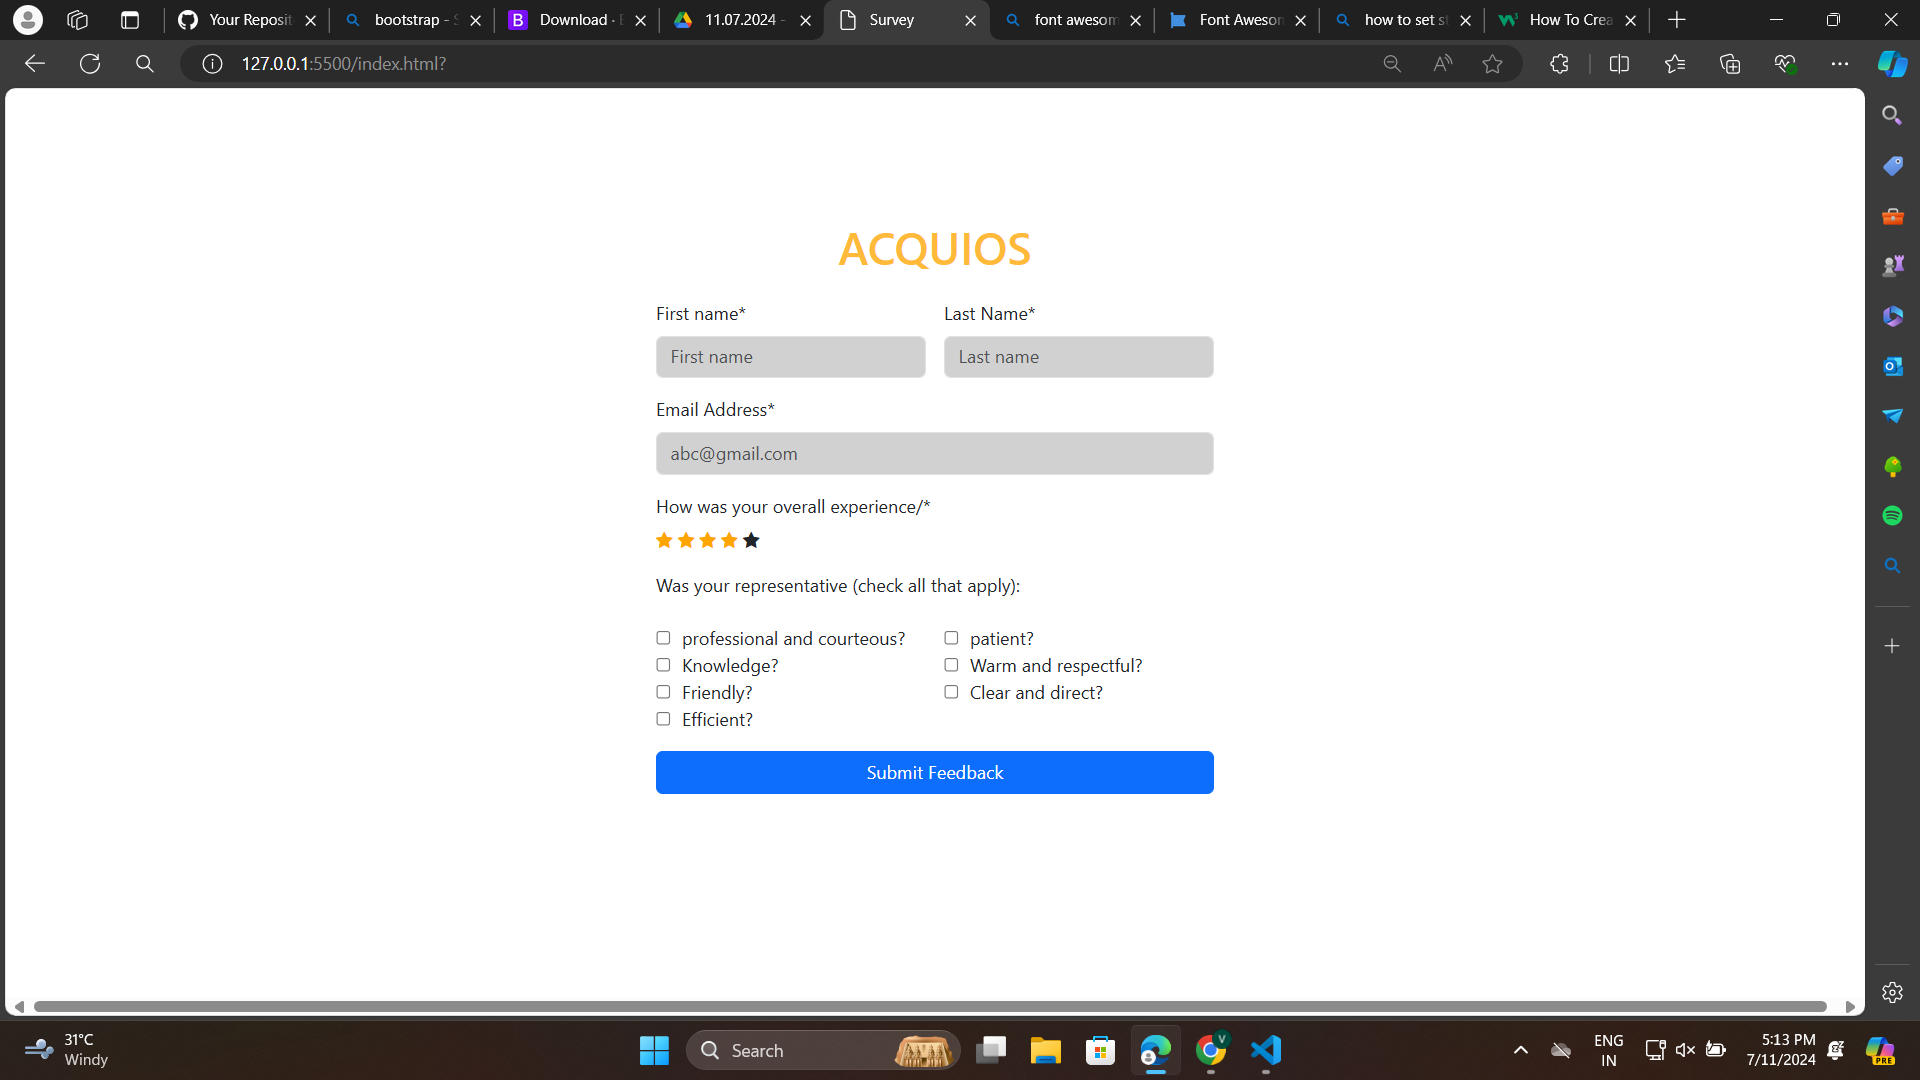 Your Reposit
bootstrap - S
B Download · B
11.07.2024 -
Survey
font awesom
Font Aweson
how to set st
How To Crea
127.0.0.1:5500/index.html?
ACQUIOS
First name* Last Name*
First name Last name
Email Address*
abc@gmail.com
How was your overall experience/*
Was your representative (check all that apply):
professional and courteous? patient?
Knowledge? Warm and respectful?
Friendly? Clear and direct?
Efficient?
Submit Feedback
31°C
Windy
Search
V
ENG
IN
5:13 PM
7/11/2024
PRE